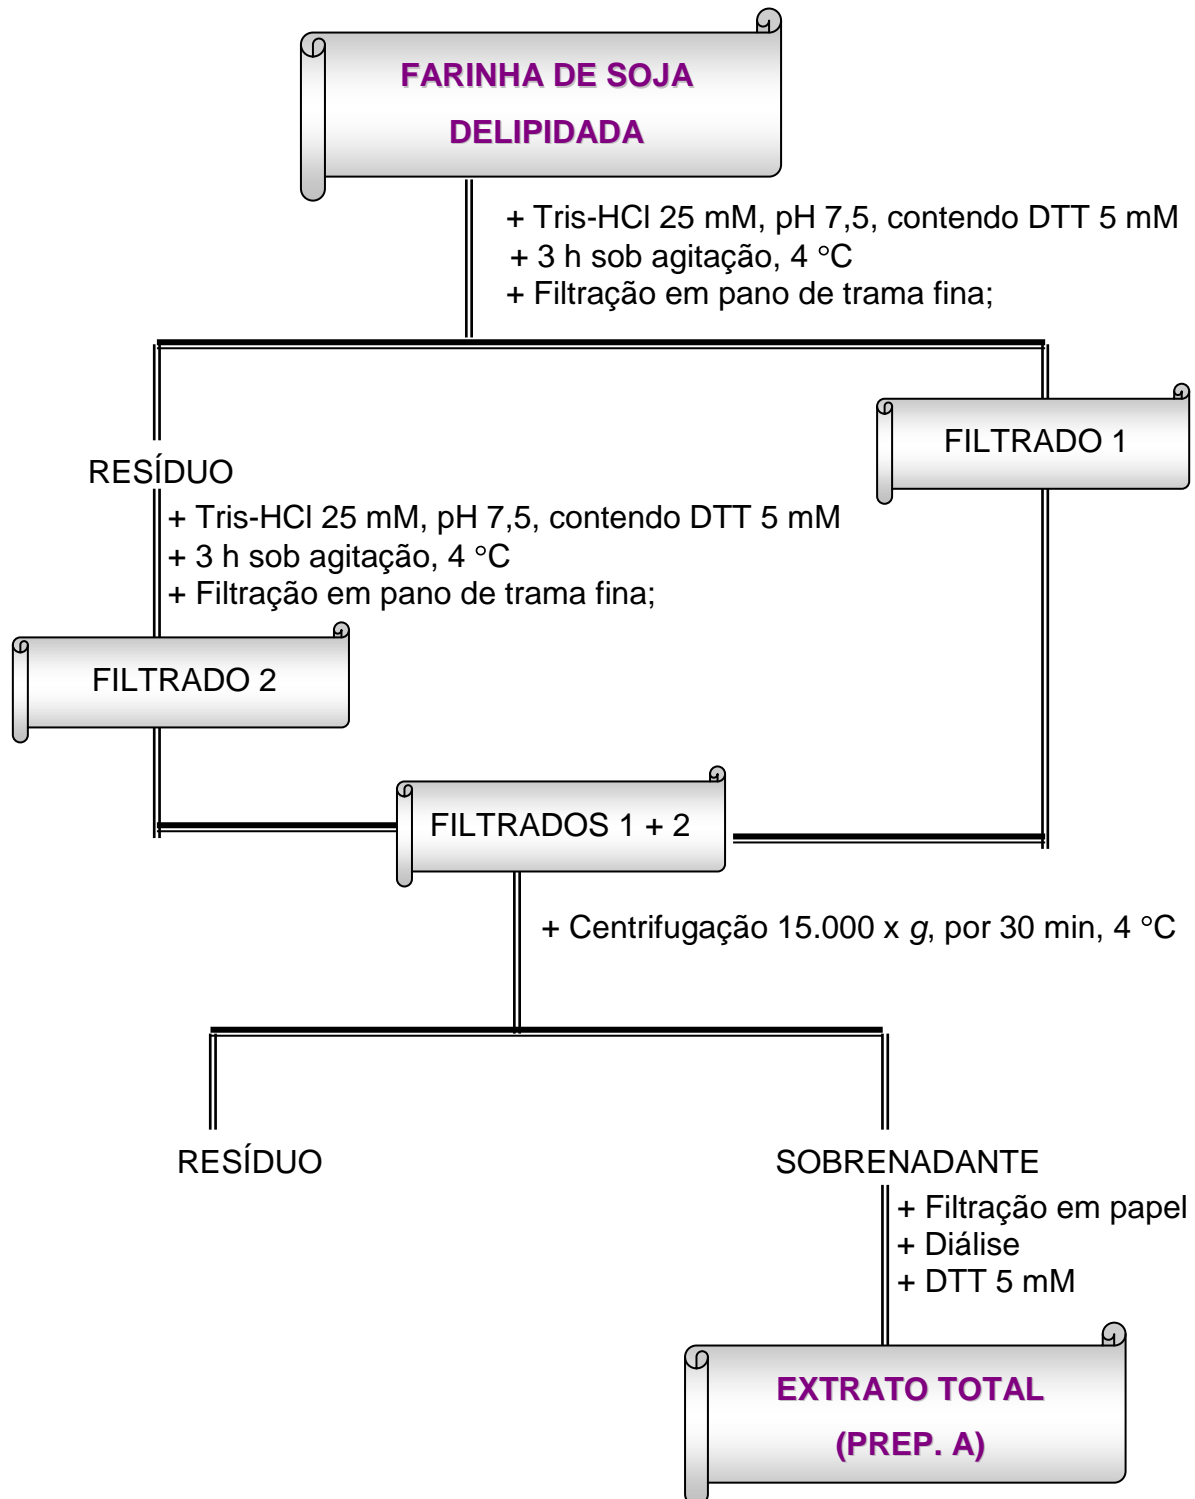 FARINHA DE SOJA
DELIPIDADA
+ Tris-HCl 25 mM, pH 7,5, contendo DTT 5 mM
+ 3 h sob agitação, 4 °C
+ Filtração em pano de trama fina;
FILTRADO 1
RESÍDUO
+ Tris-HCl 25 mM, pH 7,5, contendo DTT 5 mM
+ 3 h sob agitação, 4 °C
+ Filtração em pano de trama fina;
FILTRADO 2
FILTRADOS 1 + 2
+ Centrifugação 15.000 x g, por 30 min, 4 °C
RESÍDUO
SOBRENADANTE
+ Filtração em papel
+ Diálise
+ DTT 5 mM
EXTRATO TOTAL
(PREP. A)